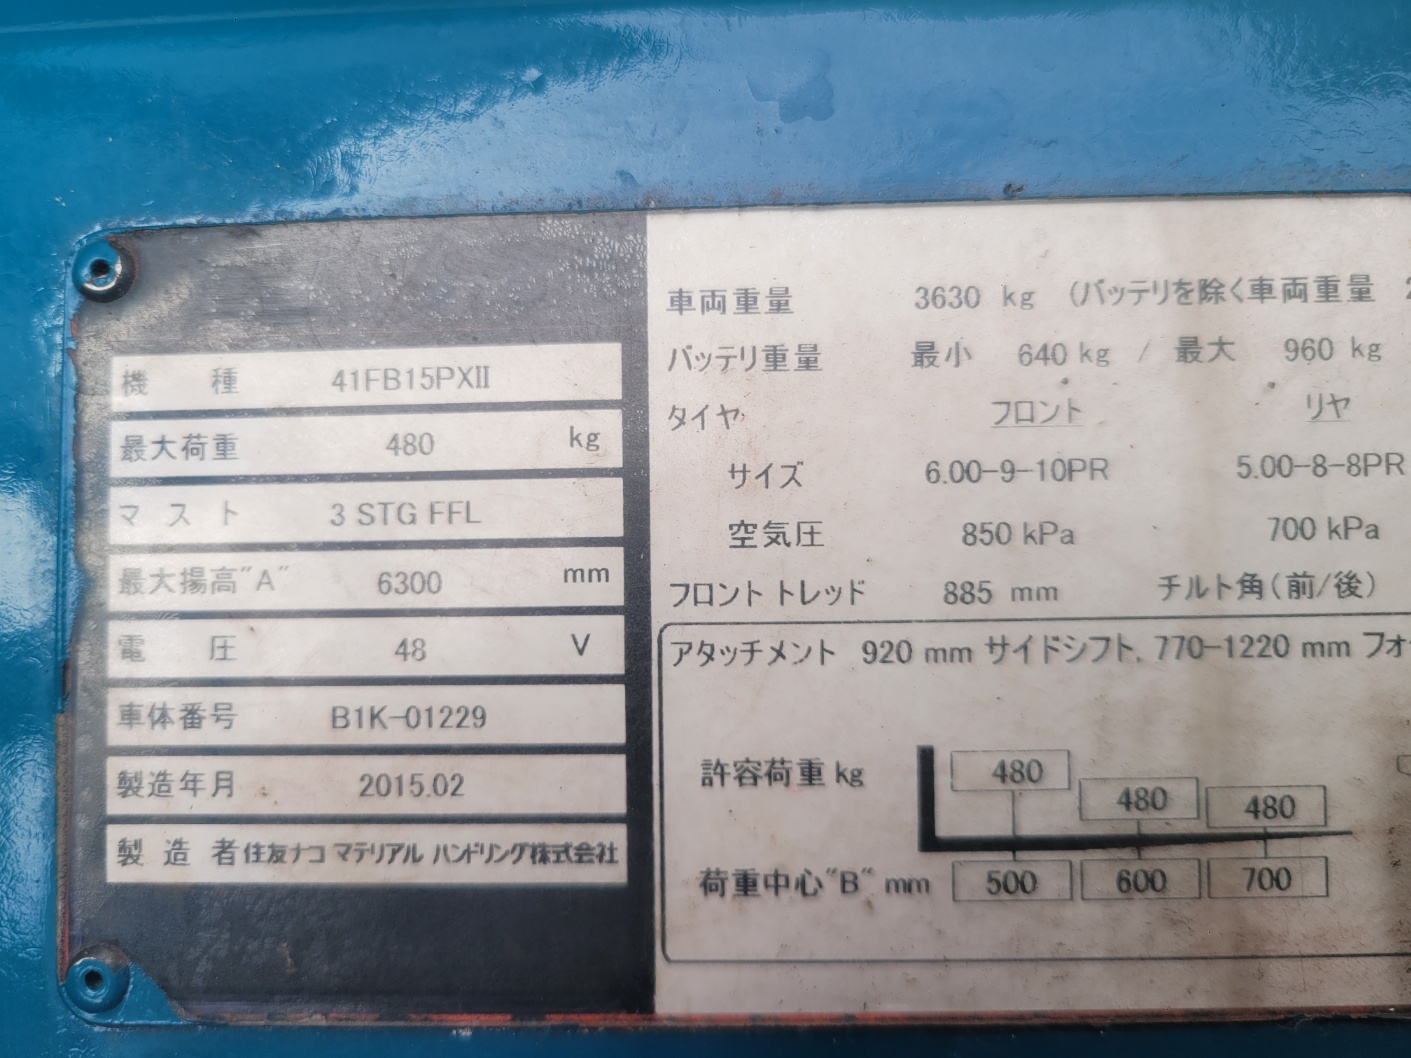 機 種 41FB15PXII
最大荷重 480 kg
マスト 3 STG FFL
最大揚高"A" 6300 mm
電 圧 48 V
車体番号 B1K-01229
製造年月 2015.02
製造者 住友ナコ マテリアル ハンドリング株式会社
車両重量 3630 kg (バッテリを除く車両重量
バッテリ重量 最小 640 kg / 最大 960 kg
タイヤ フロント リヤ
サイズ 6.00-9-10PR 5.00-8-8PR
空気圧 850 kPa 700 kPa
フロント トレッド 885 mm チルト角(前/後)
アタッチメント 920 mm サイドシフト, 770-1220 mm フォ
許容荷重 kg 480 480 480
荷重中心"B" mm 500 600 700